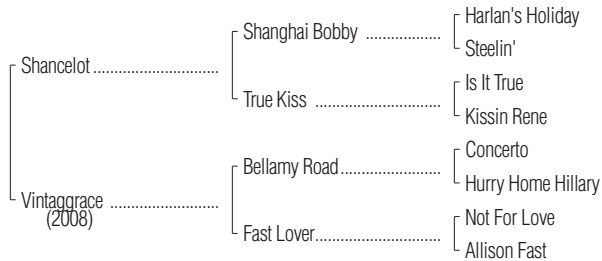 Harlan's Holiday
Shanghai Bobby ..................
Steelin'
Shancelot..............................
Is It True
True Kiss ..............................
Kissin Rene
Concerto
Bellamy Road........................
Hurry Home Hillary
Vintaggrace ..........................
(2008)
Not For Love
Fast Lover..............................
Allison Fast